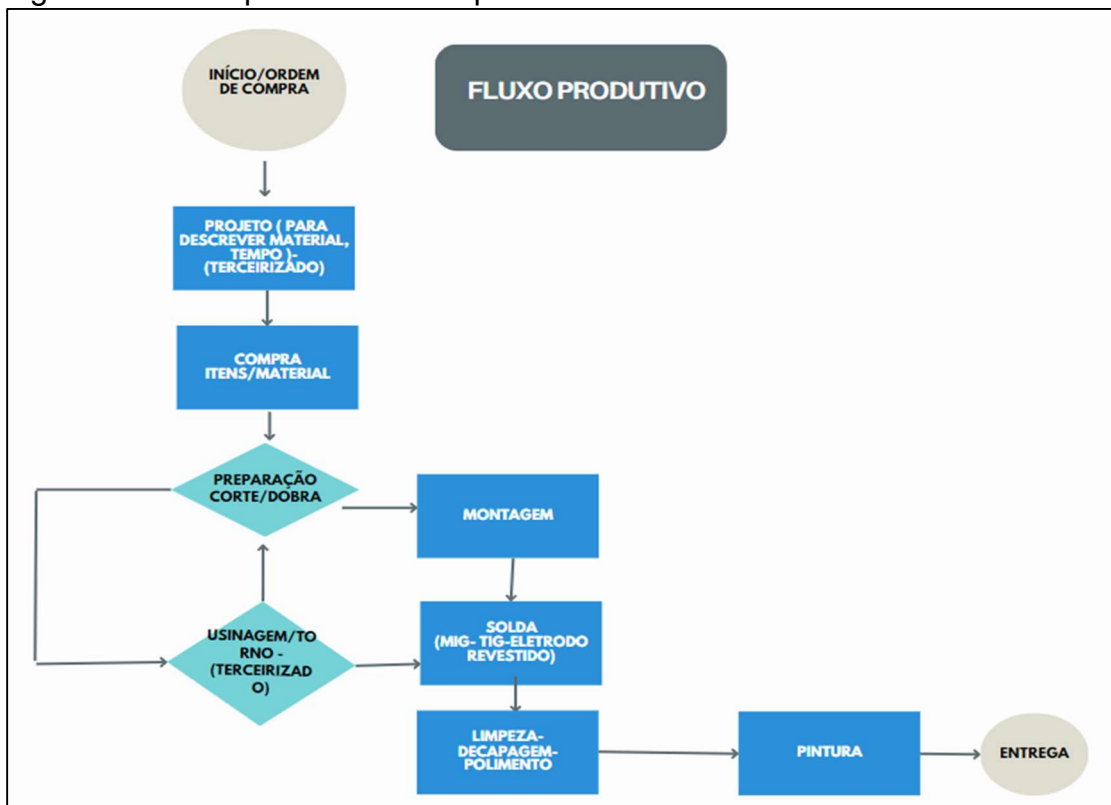 INÍCIO/ORDEM
DE COMPRA
FLUXO PRODUTIVO
PROJETO ( PARA
DESCREVER MATERIAL,
TEMPO )-
(TERCEIRIZADO)
COMPRA
ITENS/MATERIAL
PREPARAÇÃO
CORTE/DOBRA
MONTAGEM
USINAGEM/TO
RNO -
(TERCEIRIZAD
O)
SOLDA
(MIG- TIG-ELETRODO
REVESTIDO)
LIMPEZA-
DECAPAGEM-
POLIMENTO
PINTURA
ENTREGA